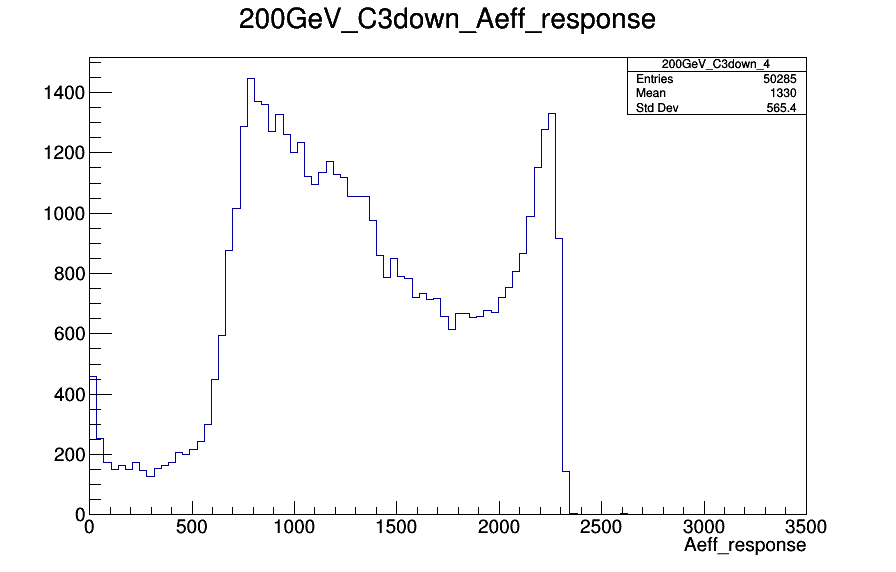 200GeV_C3down_Aeff_response
200GeV_C3down_4
Entries 50285
Mean 1330
Std Dev 565.4
1400
1200
1000
800
600
400
200
0
0 500 1000 1500 2000 2500 3000 3500
Aeff_response